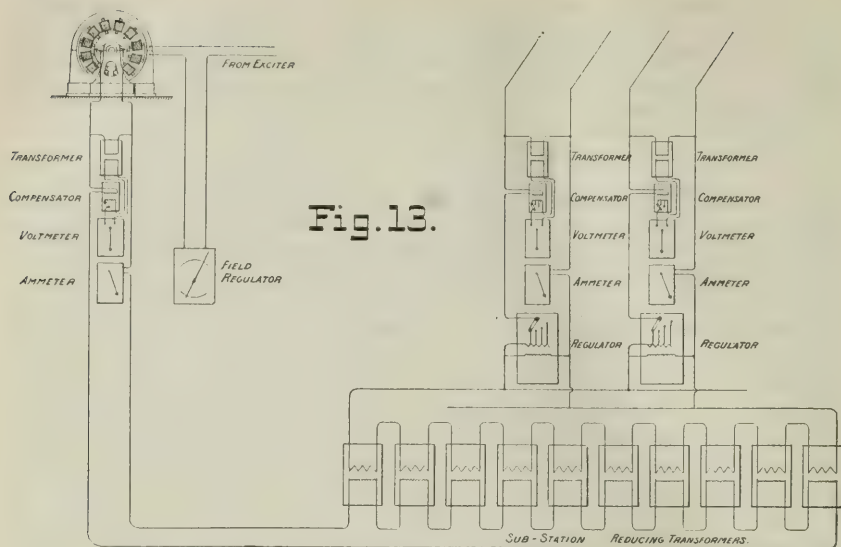 FROM EXCITER
TRANSFORMER
COMPENSATOR
VOLTMETER
AMMETER
FIELD
REGULATOR
Fig. 13.
TRANSFORMER
COMPENSATOR
VOLTMETER
AMMETER
REGULATOR
TRANSFORMER
COMPENSATOR
VOLTMETER
AMMETER
REGULATOR
SUB-STATION REDUCING TRANSFORMERS.